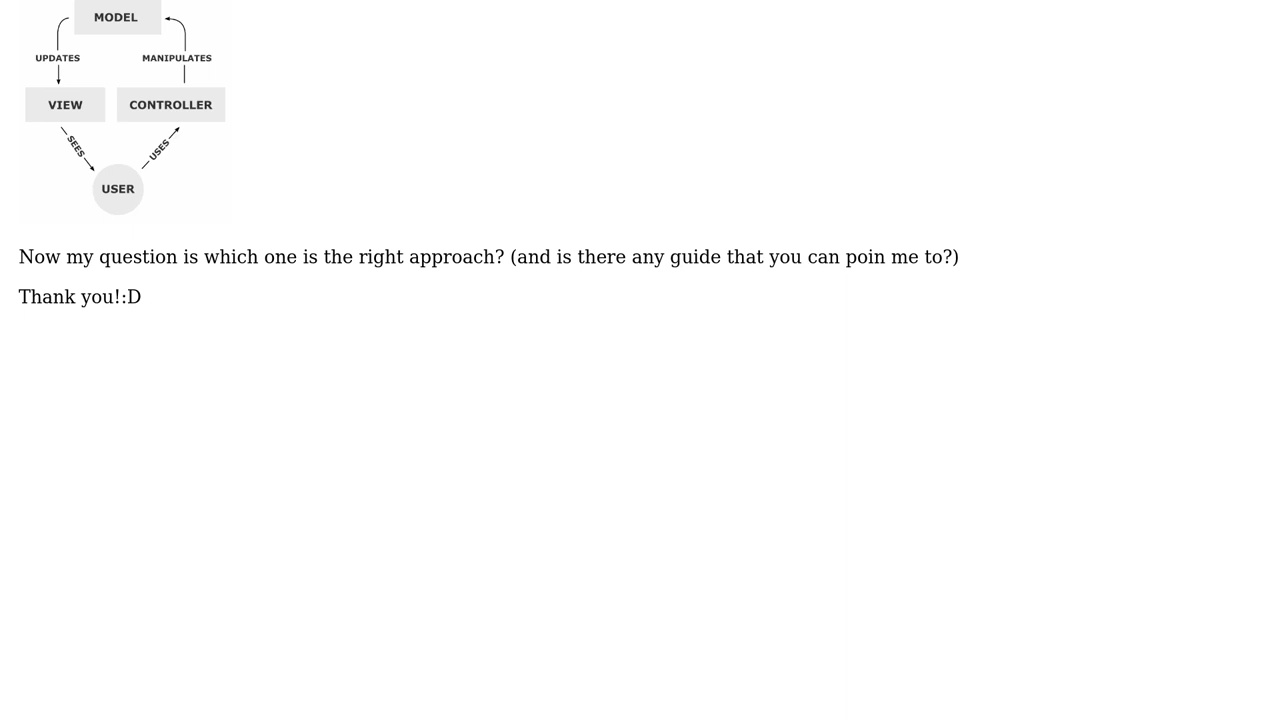 MODEL
UPDATES
MANIPULATES
VIEW
CONTROLLER
SEES
USES
USER
Now my question is which one is the right approach? (and is there any guide that you can poin me to?)
Thank you!:D